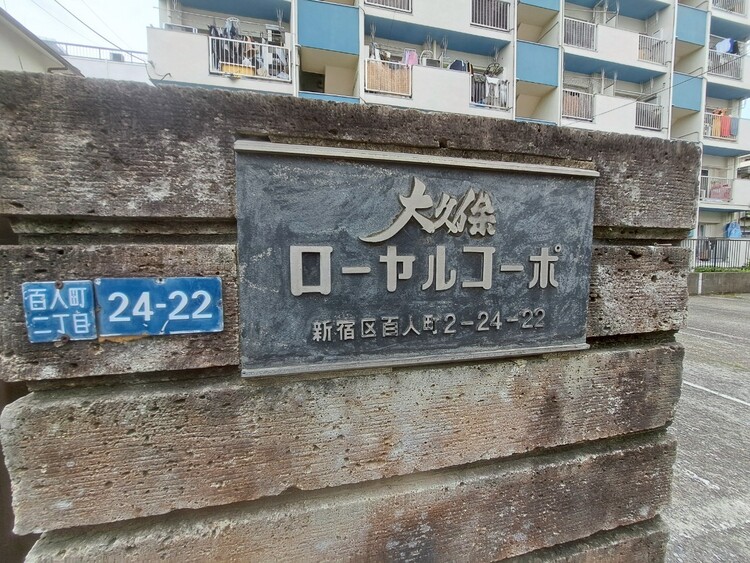 百人町
二丁目
24-22
大久保
ローヤルコーポ
新宿区百人町2-24-22